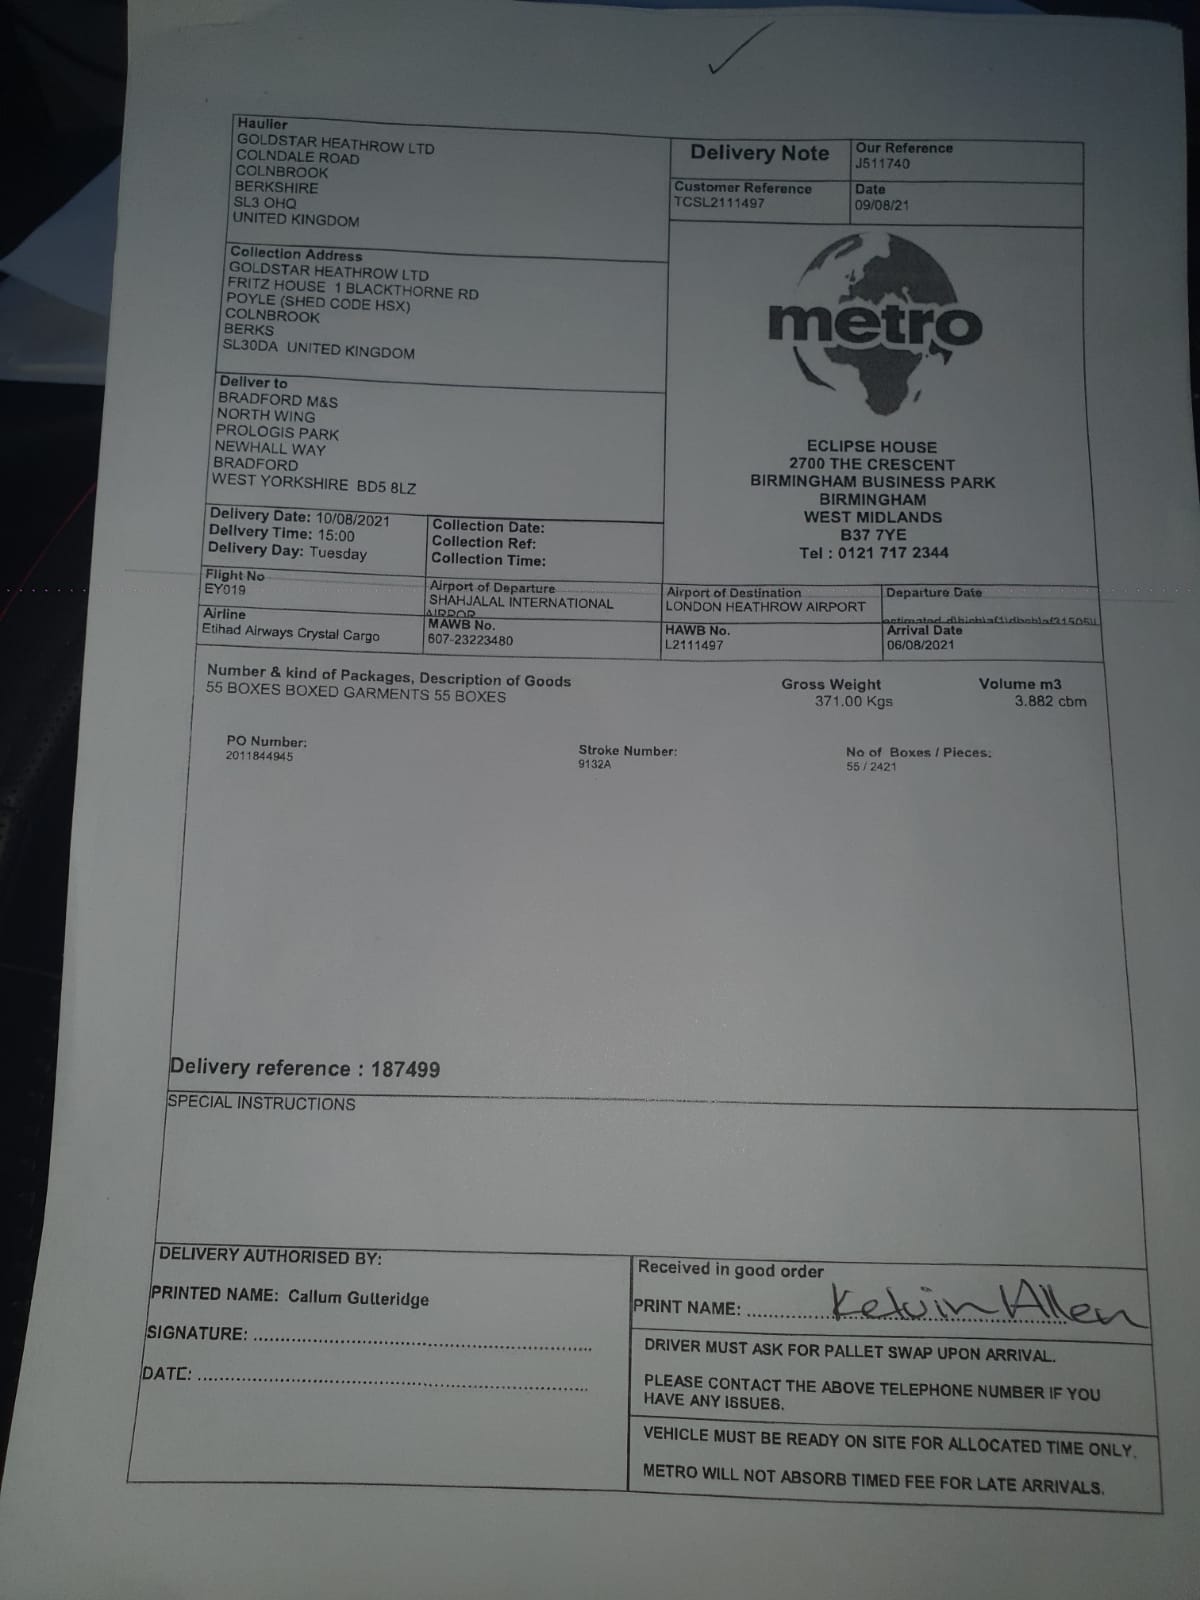 Haulier
GOLDSTAR HEATHROW LTD
COLNDALE ROAD
COLNBROOK
BERKSHIRE
SL3 OHQ
UNITED KINGDOM
Delivery Note
Our Reference
J511740
Customer Reference
TCSL2111497
Date
09/08/21
Collection Address
GOLDSTAR HEATHROW LTD
FRITZ HOUSE 1 BLACKTHORNE RD
POYLE (SHED CODE HSX)
COLNBROOK
BERKS
SL30DA UNITED KINGDOM
metro
ECLIPSE HOUSE
2700 THE CRESCENT
BIRMINGHAM BUSINESS PARK
BIRMINGHAM
WEST MIDLANDS
B37 7YE
Tel : 0121 717 2344
Deliver to
BRADFORD M&S
NORTH WING
PROLOGIS PARK
NEWHALL WAY
BRADFORD
WEST YORKSHIRE BD5 8LZ
Delivery Date: 10/08/2021
Delivery Time: 15:00
Delivery Day: Tuesday
Collection Date:
Collection Ref:
Collection Time:
Flight No
EY019
Airport of Departure
SHAHJALAL INTERNATIONAL
Airport of Destination
LONDON HEATHROW AIRPORT
Departure Date
Airline
Etihad Airways Crystal Cargo
MAWB No.
607-23223480
HAWB No.
L2111497
Arrival Date
06/08/2021
Number & kind of Packages, Description of Goods
55 BOXES BOXED GARMENTS 55 BOXES
Gross Weight
371.00 Kgs
Volume m3
3.882 cbm
PO Number:
2011844945
Stroke Number:
9132A
No of Boxes / Pieces:
55 / 2421
Delivery reference : 187499
SPECIAL INSTRUCTIONS
DELIVERY AUTHORISED BY:
PRINTED NAME: Callum Gutteridge
SIGNATURE:
DATE:
Received in good order
PRINT NAME: Kelvin Allen
DRIVER MUST ASK FOR PALLET SWAP UPON ARRIVAL.
PLEASE CONTACT THE ABOVE TELEPHONE NUMBER IF YOU
HAVE ANY ISSUES.
VEHICLE MUST BE READY ON SITE FOR ALLOCATED TIME ONLY.
METRO WILL NOT ABSORB TIMED FEE FOR LATE ARRIVALS.